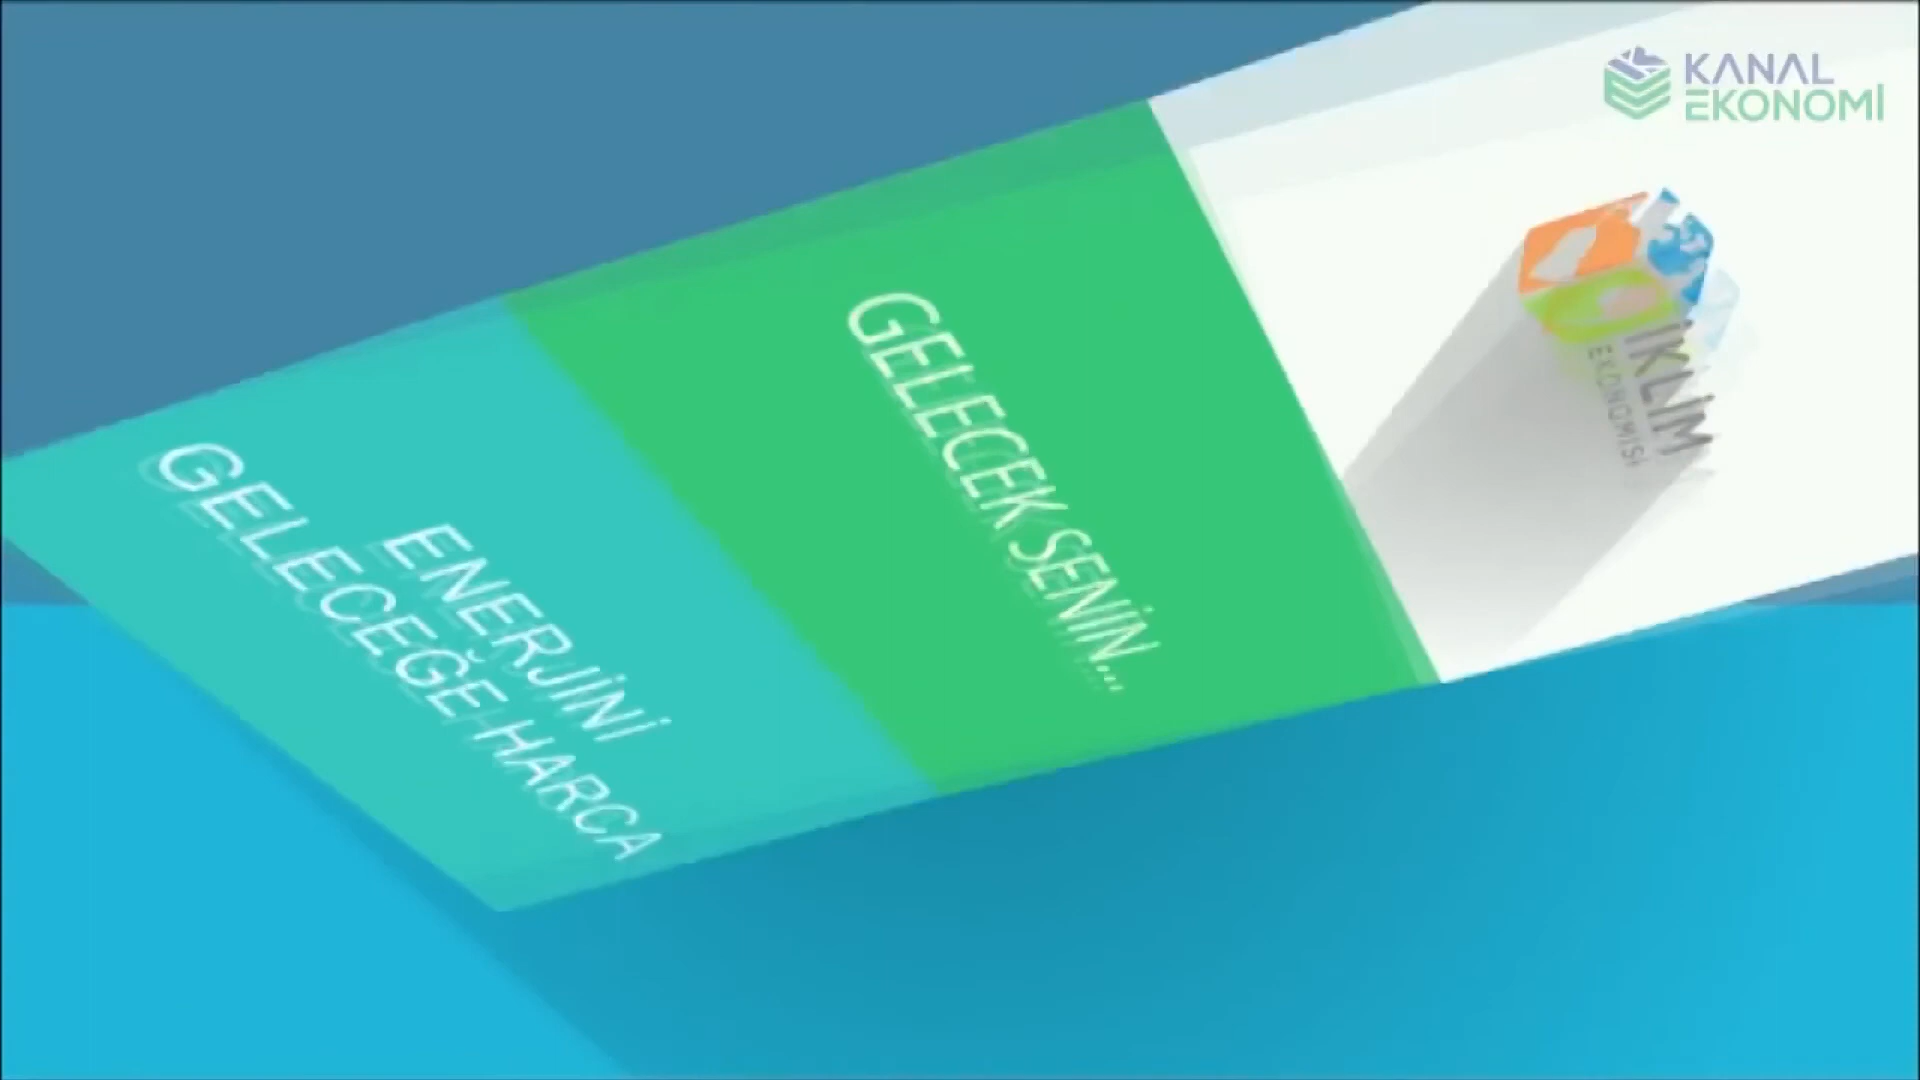 KANAL
EKONOMİ
İKLİM
EKONOMİSİ
GELECEK SENİN...
ENERJİNİ
GELECEĞE HARCA